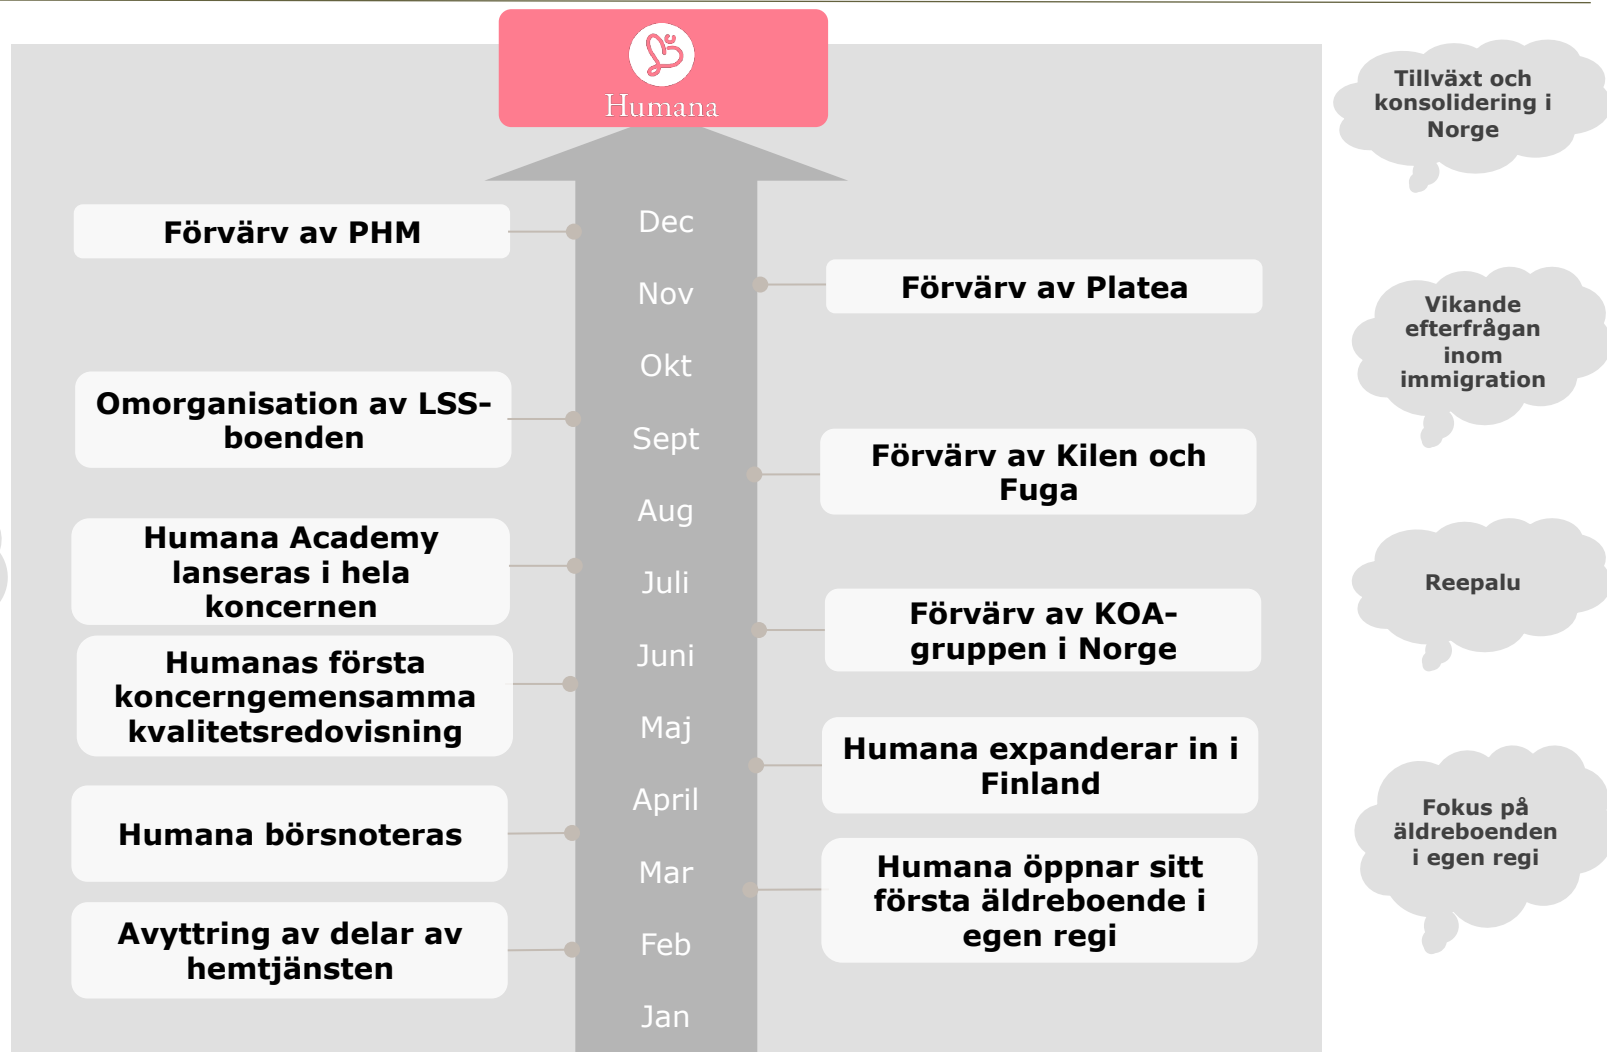 Humana
Förvärv av PHM
Omorganisation av LSS-
boenden
Humana Academy
lanseras i hela
koncernen
Humanas första
koncerngemensamma
kvalitetsredovisning
Humana börsnoteras
Avyttring av delar av
hemtjänsten
Dec
Nov
Okt
Sept
Aug
Juli
Juni
Maj
April
Mar
Feb
Jan
Förvärv av Platea
Förvärv av Kilen och
Fuga
Förvärv av KOA-
gruppen i Norge
Humana expanderar in i
Finland
Humana öppnar sitt
första äldreboende i
egen regi
Tillväxt och
konsolidering i
Norge
Vikande
efterfrågan
inom
immigration
Reepalu
Fokus på
äldreboenden
i egen regi